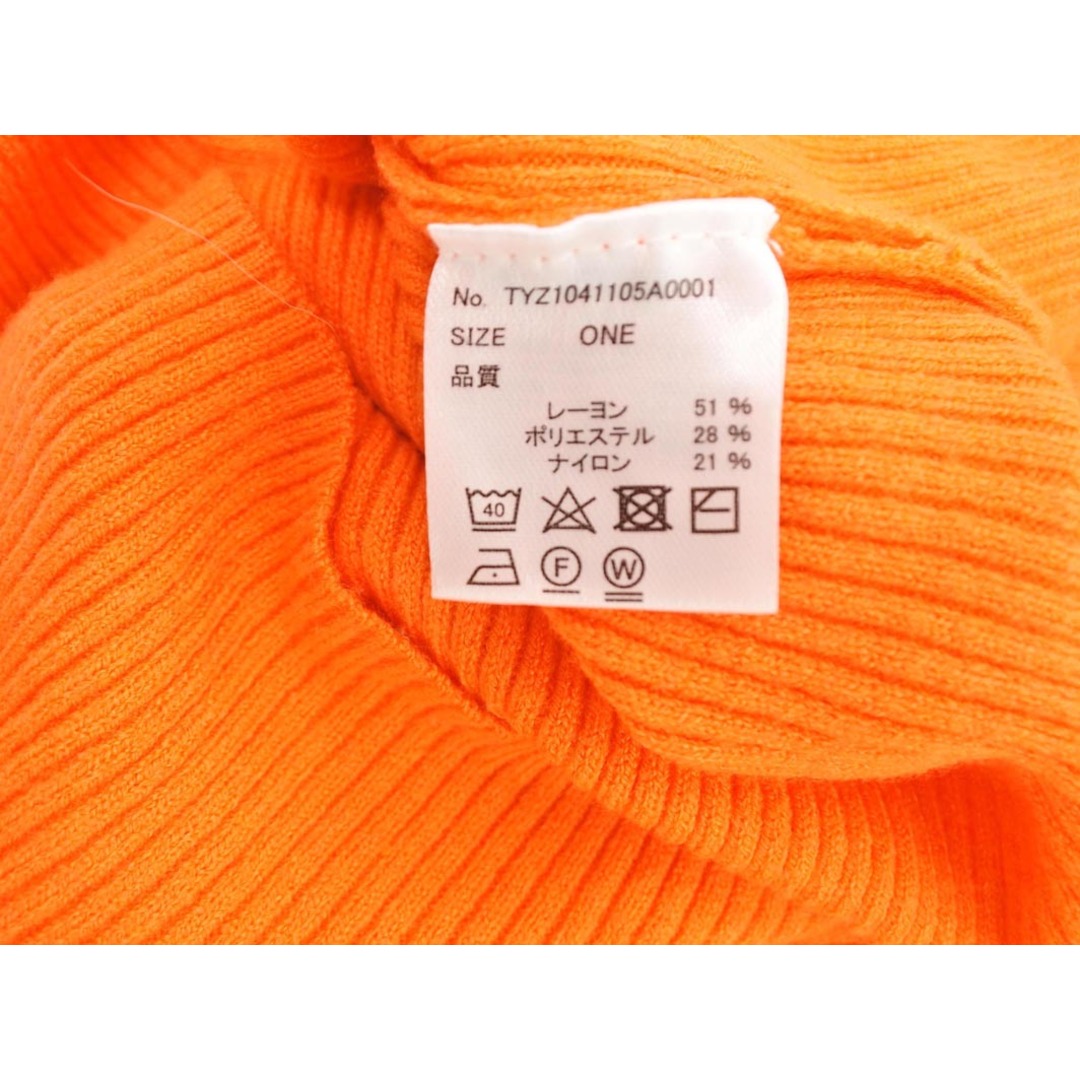 No. TYZ1041105A0001
SIZE ONE
品質
レーヨン 51 %
ポリエステル 28 %
ナイロン 21 %
40
F W